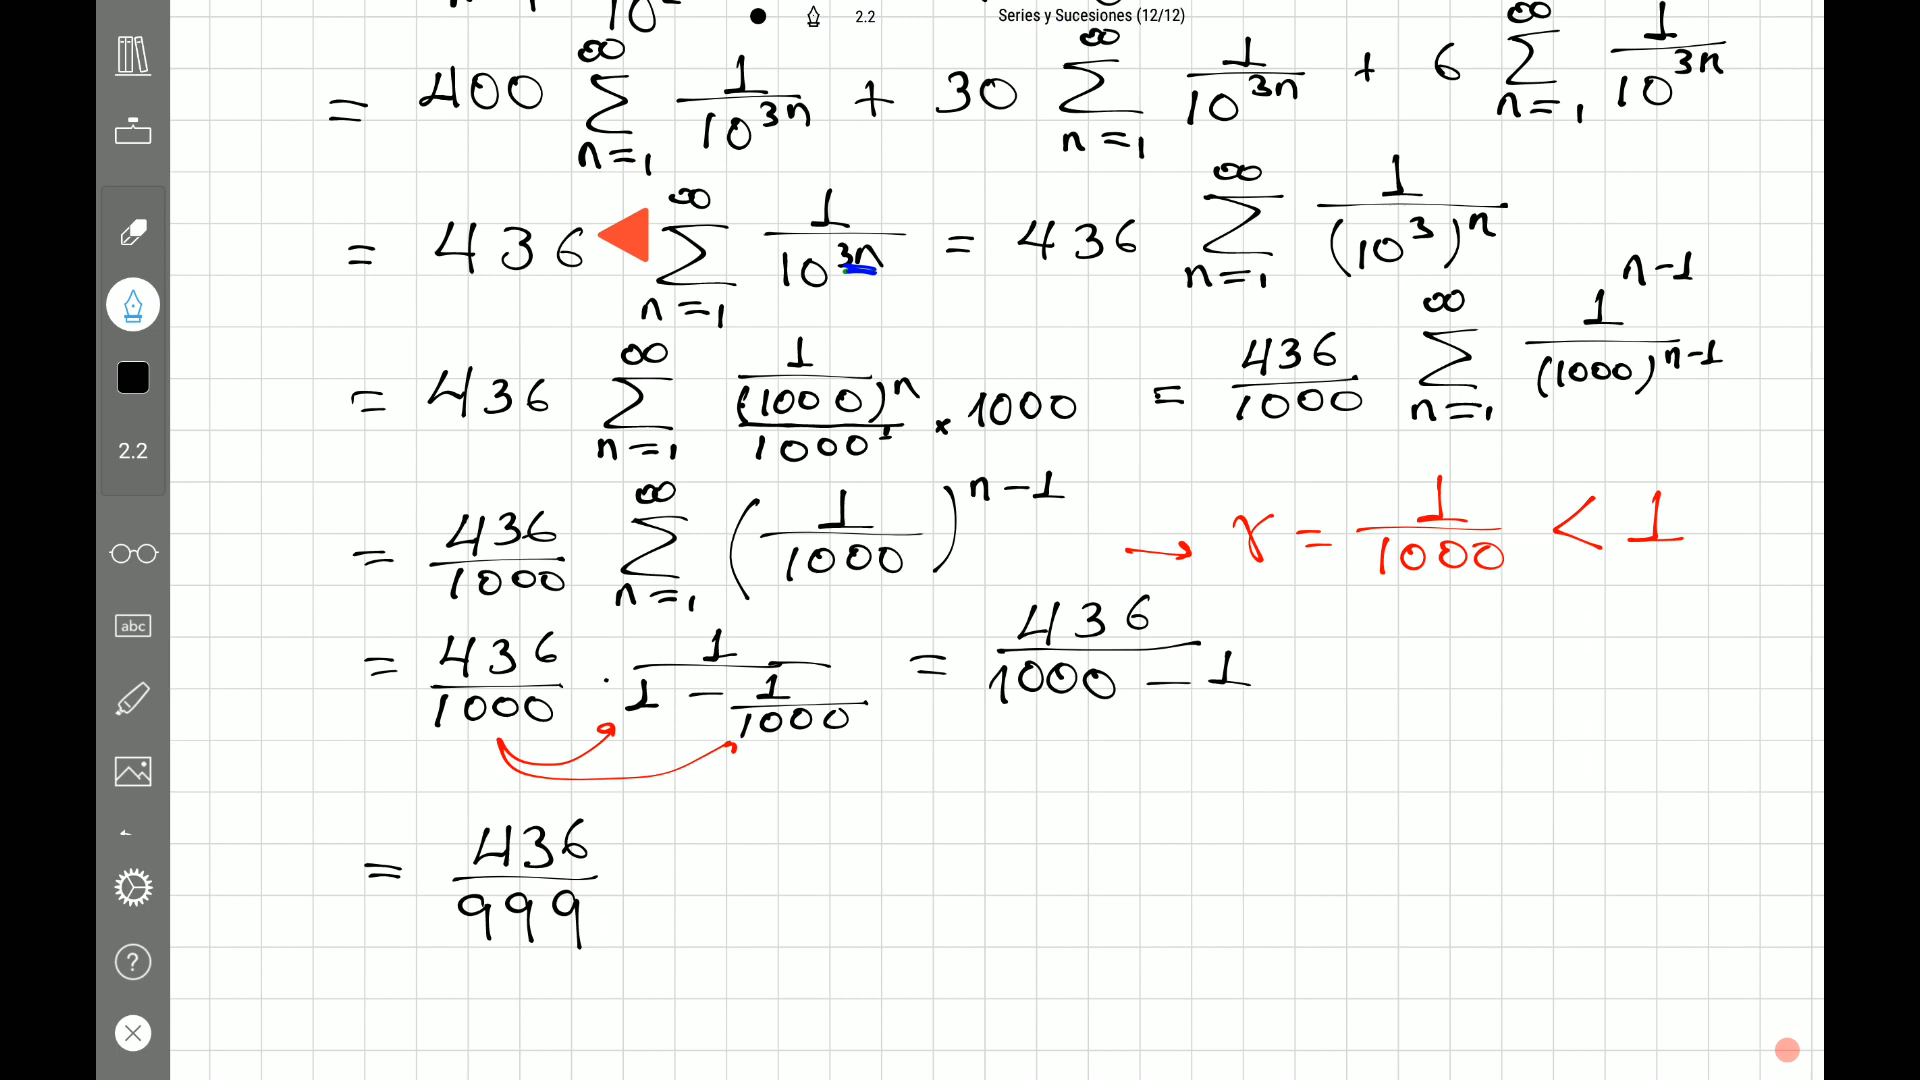 2.2 Series y Sucesiones (12/12)
= 400 ∑_{n=1}^{∞} 1/10^{3n} + 30 ∑_{n=1}^{∞} 1/10^{3n} + 6 ∑_{n=1}^{∞} 1/10^{3n}
= 436 ∑_{n=1}^{∞} 1/10^{3n} = 436 ∑_{n=1}^{∞} 1/(10^3)^n
= 436 ∑_{n=1}^{∞} (1/((1000)^n/1000^1)) × 1000 = 436/1000 ∑_{n=1}^{∞} 1^{n-1}/(1000)^{n-1}
= 436/1000 ∑_{n=1}^{∞} (1/1000)^{n-1} → r = 1/1000 < 1
= 436/1000 · 1/(1 - 1/1000) = 436/(1000 - 1)
= 436/999
2.2
abc
?